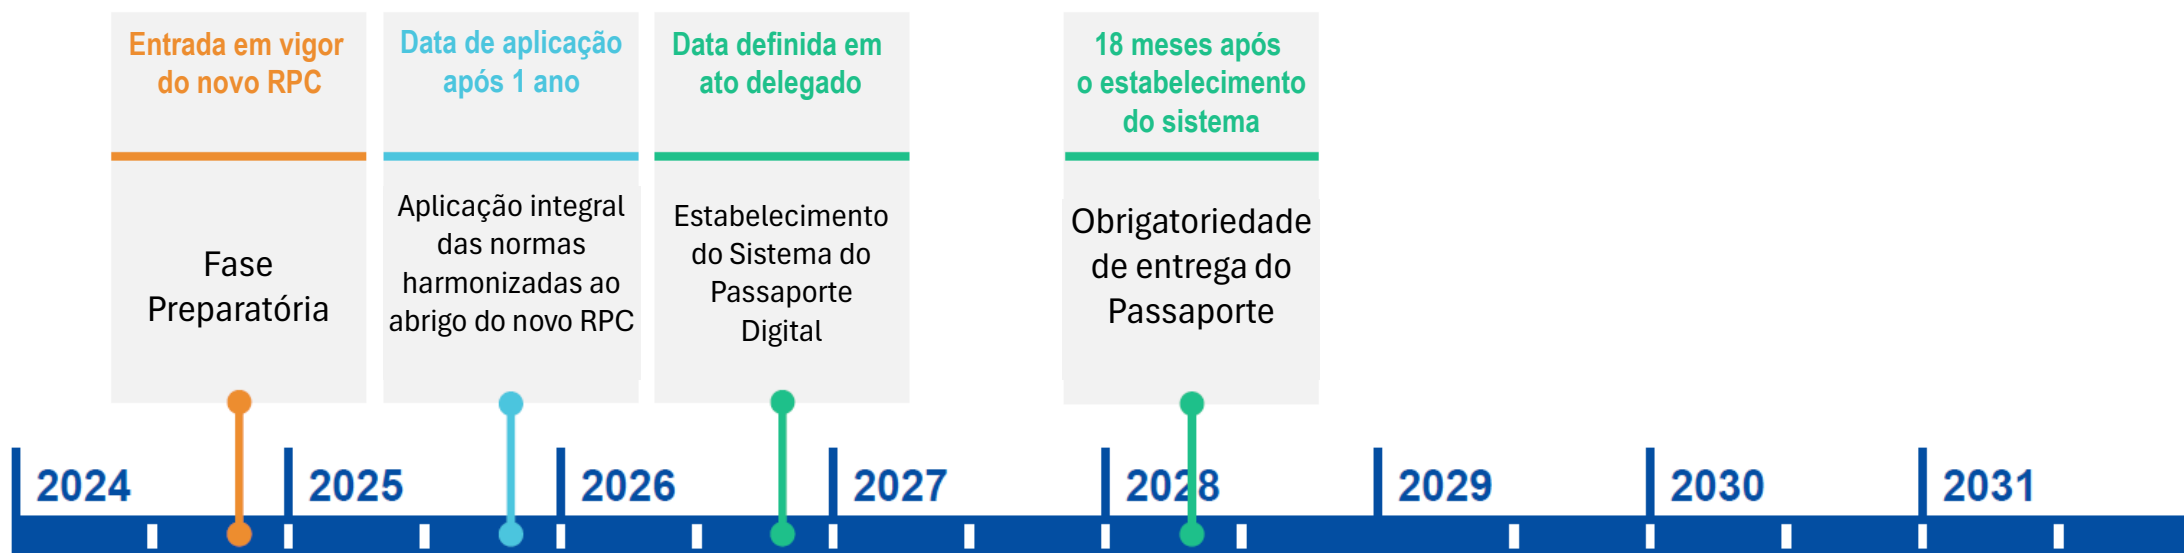 Entrada em vigor
do novo RPC
Data de aplicação
após 1 ano
Data definida em
ato delegado
18 meses após
o estabelecimento
do sistema
Fase
Preparatória
Aplicação integral
das normas
harmonizadas ao
abrigo do novo RPC
Estabelecimento
do Sistema do
Passaporte
Digital
Obrigatoriedade
de entrega do
Passaporte
2024
2025
2026
2027
2028
2029
2030
2031